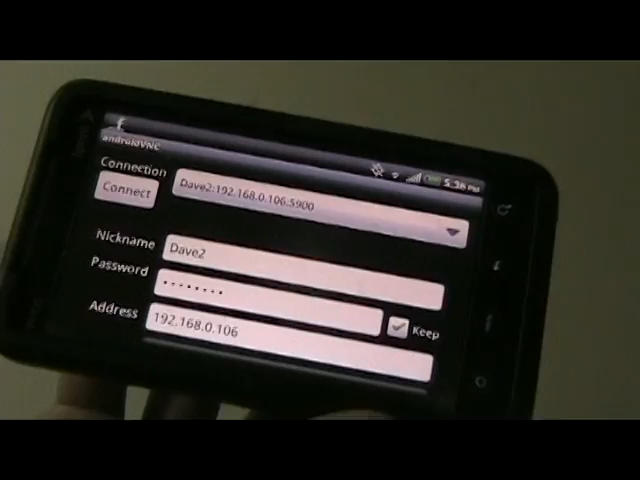 5:36 PM
androidVNC
Connection
Connect
Dave2:192.168.0.106:5900
Nickname
Dave2
Password
••••••••
Address
192.168.0.106
Keep